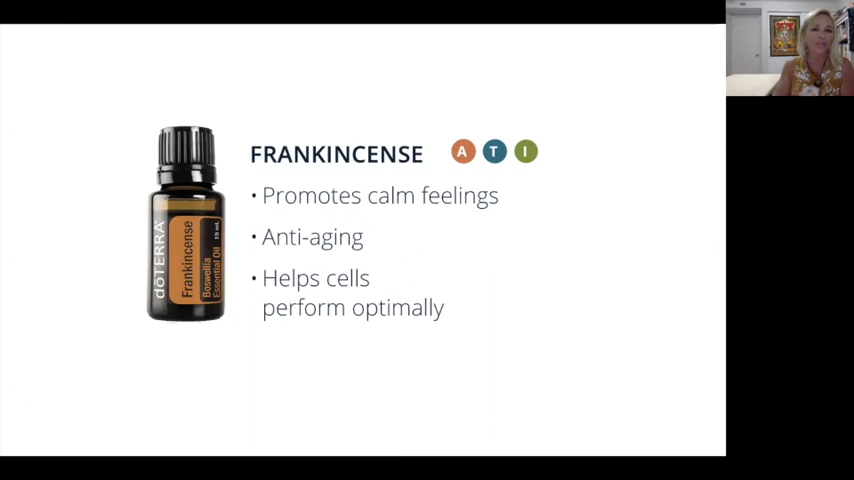 FRANKINCENSE A T I
• Promotes calm feelings
• Anti-aging
• Helps cells
perform optimally
dōTERRA®
Frankincense
Boswellia
Essential Oil 15 mL